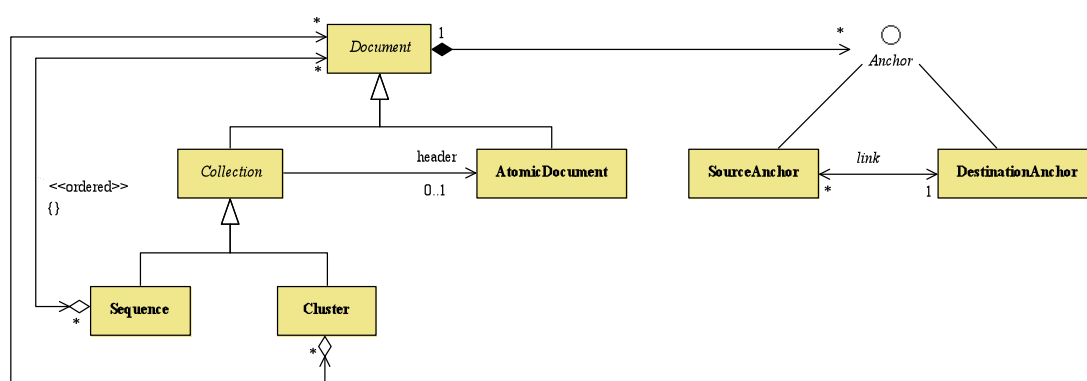 *
Document
1
*
Anchor
*
Collection
header
0..1
AtomicDocument
SourceAnchor
link
*
1
DestinationAnchor
<<ordered>>
{}
Sequence
*
Cluster
*